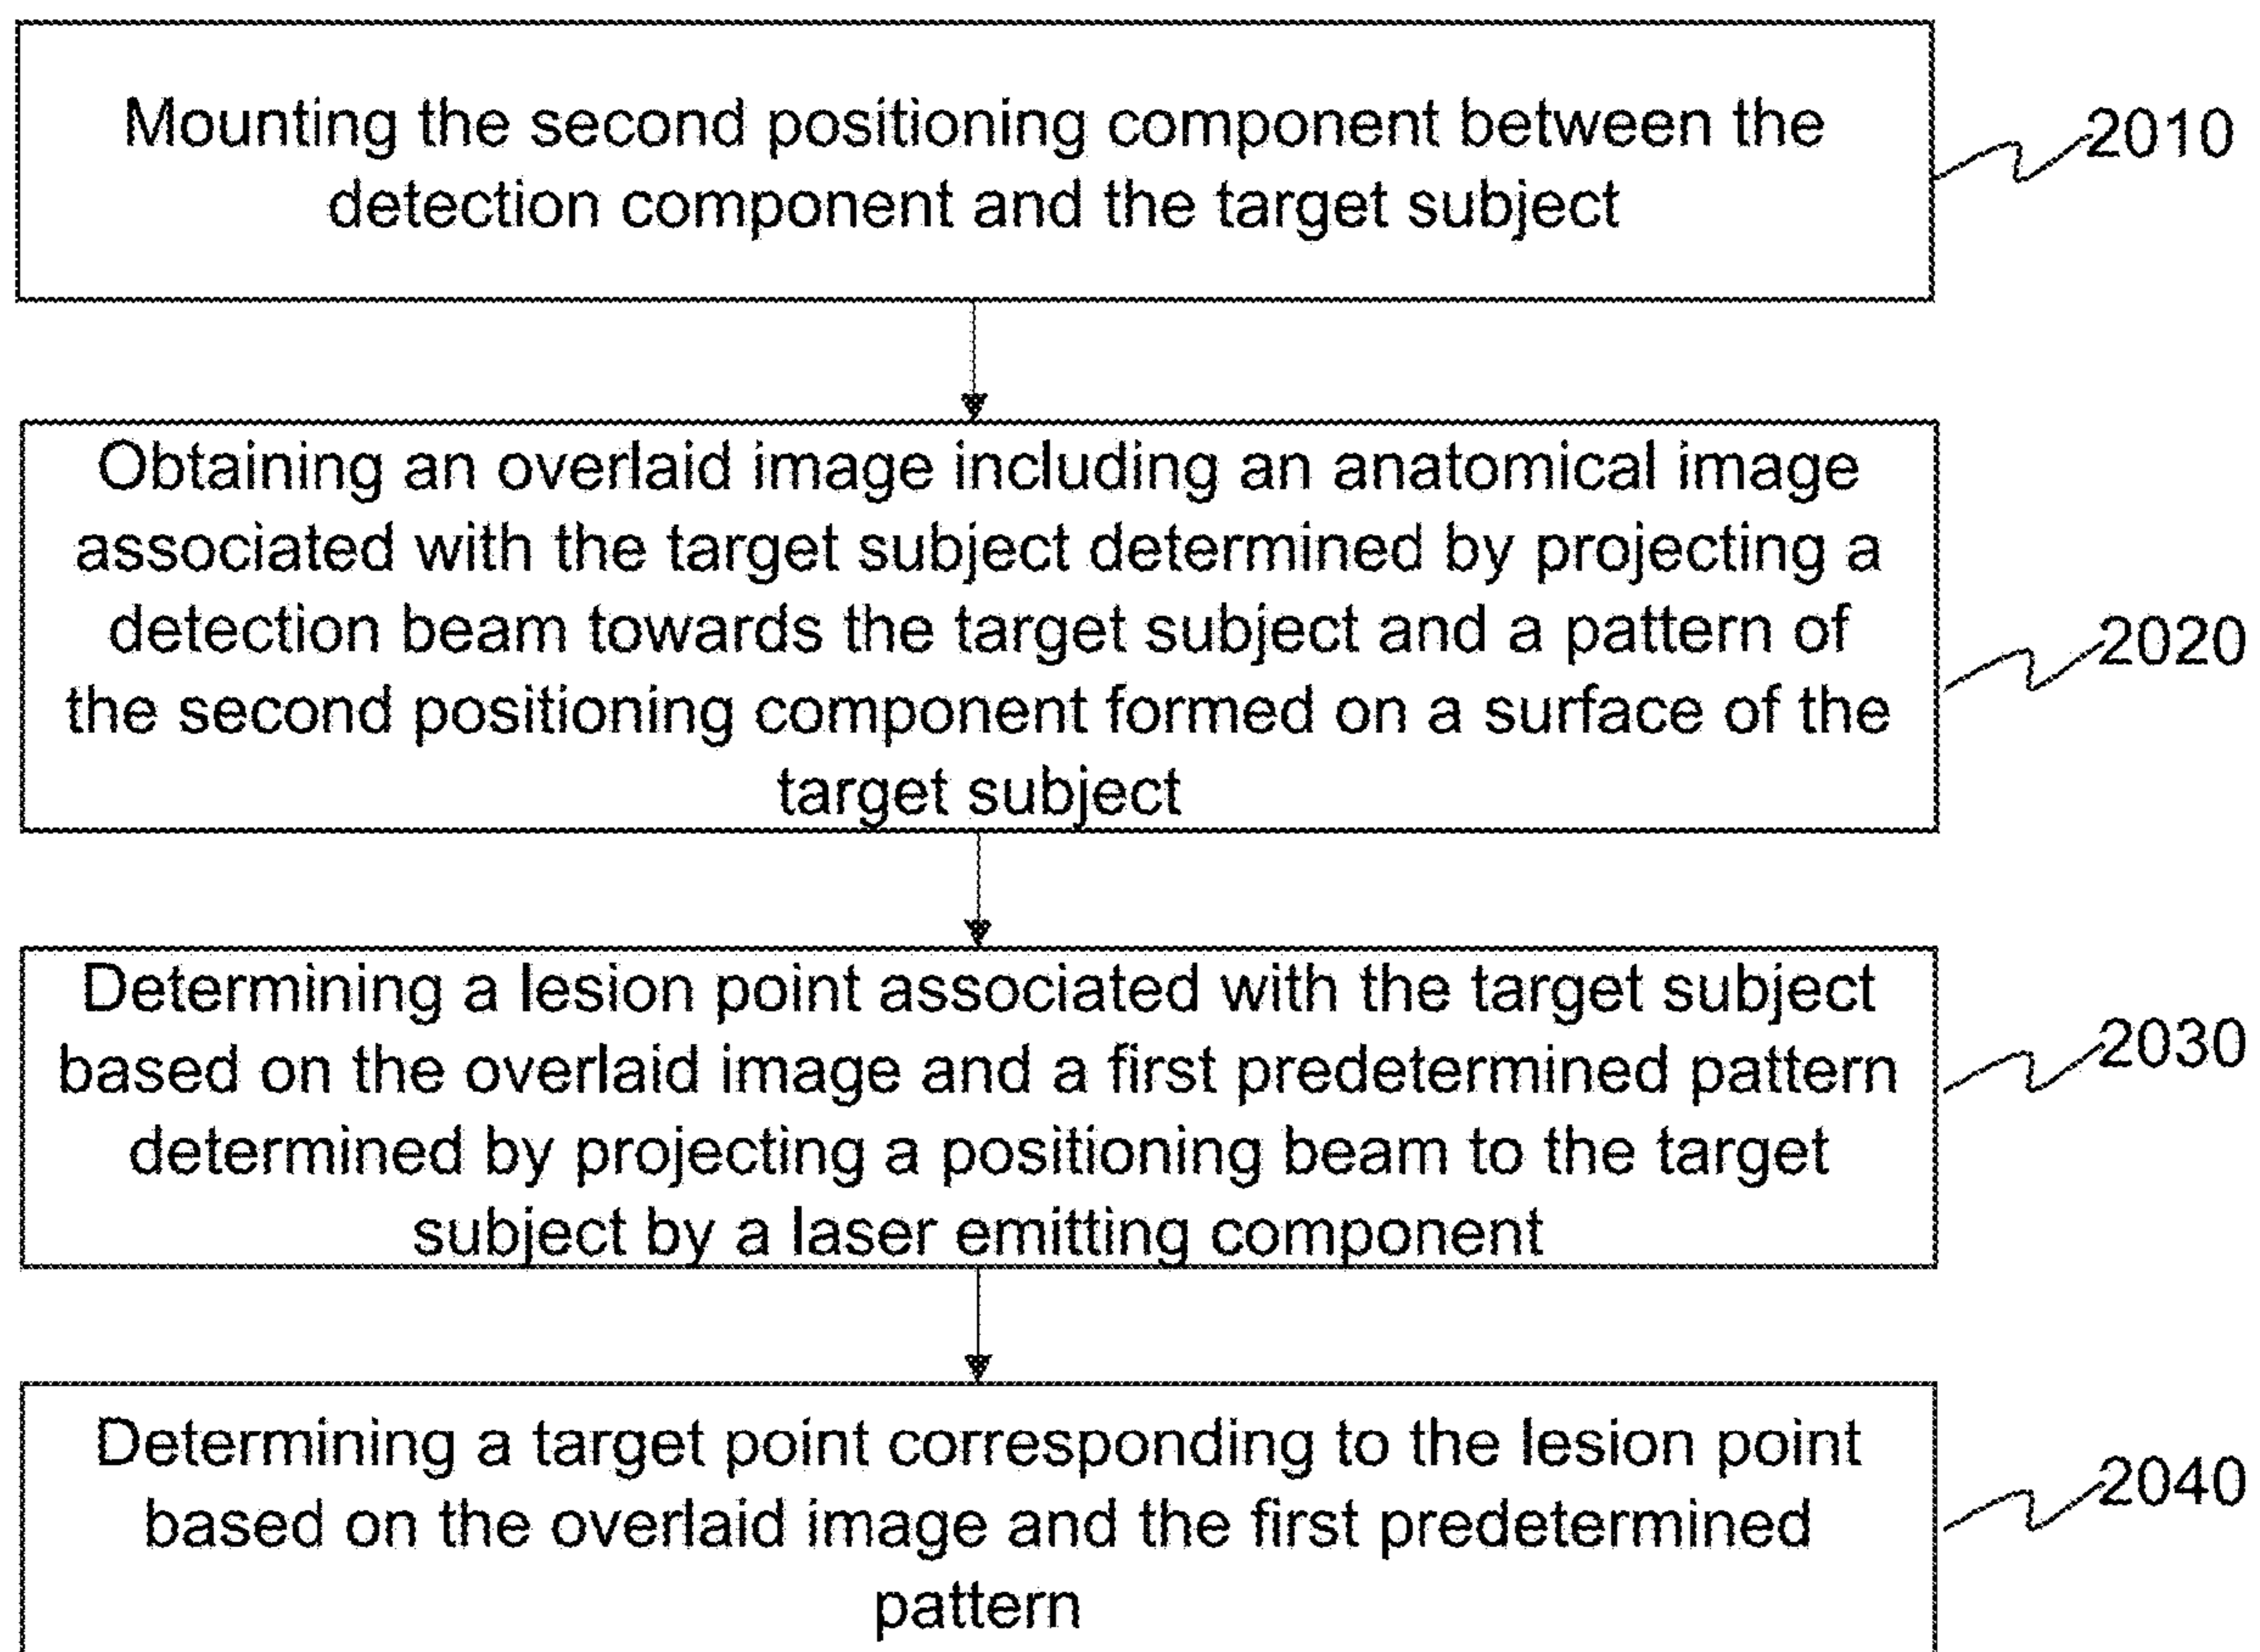 Mounting the second positioning component between the
detection component and the target subject
2010
Obtaining an overlaid image including an anatomical image
associated with the target subject determined by projecting a
detection beam towards the target subject and a pattern of
the second positioning component formed on a surface of the
target subject
2020
Determining a lesion point associated with the target subject
based on the overlaid image and a first predetermined pattern
determined by projecting a positioning beam to the target
subject by a laser emitting component
2030
Determining a target point corresponding to the lesion point
based on the overlaid image and the first predetermined
pattern
2040